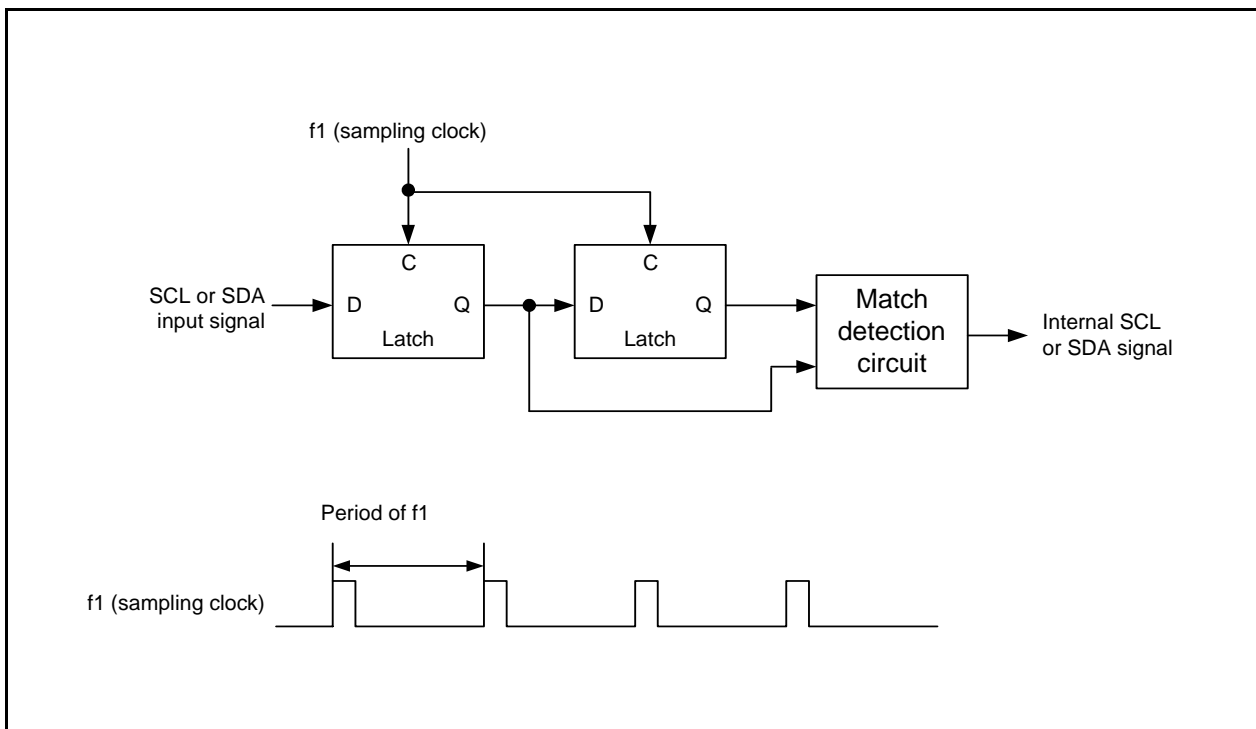 f1 (sampling clock)
C
C
SCL or SDA
input signal
D
Q
D
Q
Latch
Latch
Match
detection
circuit
Internal SCL
or SDA signal
Period of f1
f1 (sampling clock)